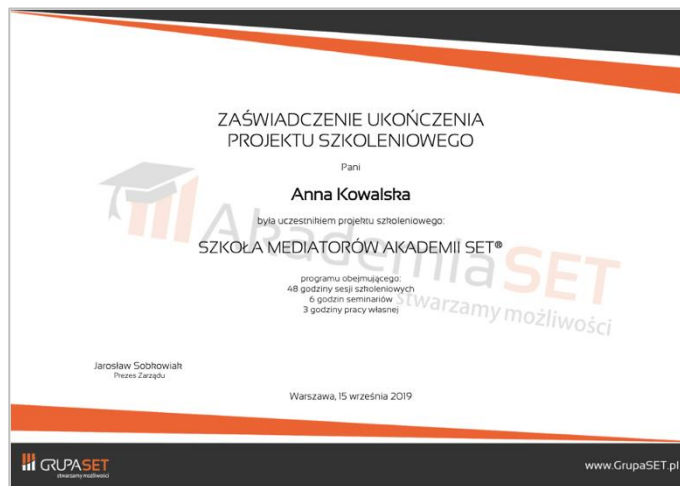 ZAŚWIADCZENIE UKOŃCZENIA
PROJEKTU SZKOLENIOWEGO
Pani
Anna Kowalska
była uczestnikiem projektu szkoleniowego:
SZKOŁA MEDIATORÓW AKADEMII SET®
AkademiaSET
stwarzamy możliwości
programu obejmującego:
48 godziny sesji szkoleniowych
6 godzin seminariów
3 godziny pracy własnej
Jarosław Sobkowiak
Prezes Zarządu
Warszawa, 15 września 2019
GRUPASET
stwarzamy możliwości
www.GrupaSET.pl